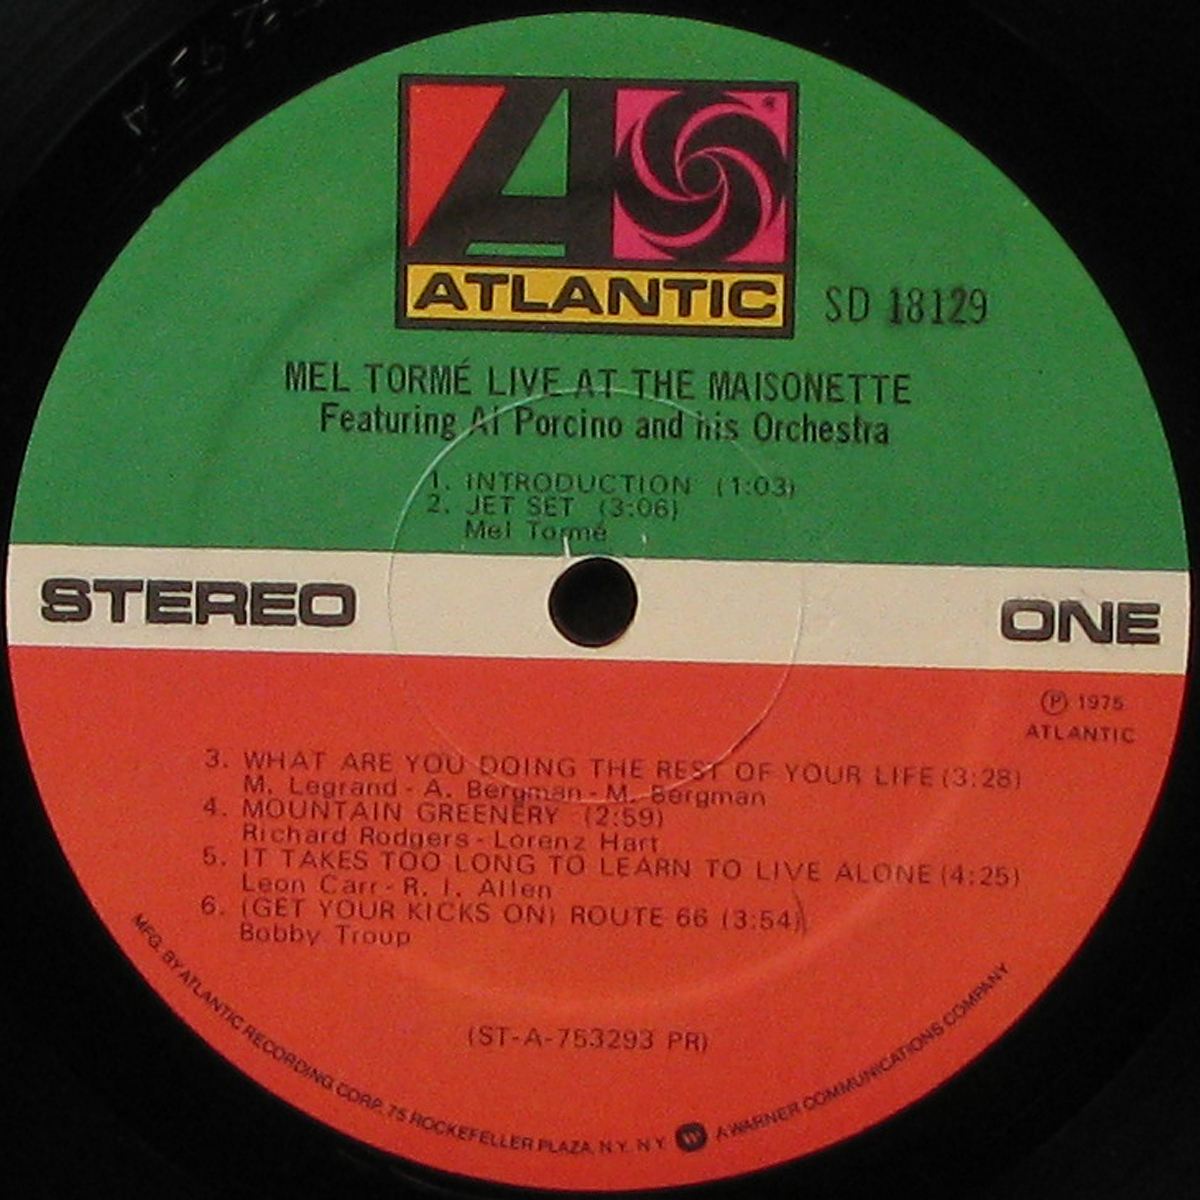 ATLANTIC
SD 18129
MEL TORMÉ LIVE AT THE MAISONETTE
Featuring Al Porcino and his Orchestra
1. INTRODUCTION (1:03)
2. JET SET (3:06)
Mel Tormé
STEREO
ONE
Ⓟ 1975
ATLANTIC
3. WHAT ARE YOU DOING THE REST OF YOUR LIFE (3:28)
M. Legrand - A. Bergman - M. Bergman
4. MOUNTAIN GREENERY (2:59)
Richard Rodgers - Lorenz Hart
5. IT TAKES TOO LONG TO LEARN TO LIVE ALONE (4:25)
Leon Carr - R. I. Allen
6. (GET YOUR KICKS ON) ROUTE 66 (3:54)
Bobby Troup
(ST-A-753293 PR)
MFG. BY ATLANTIC RECORDING CORP. 75 ROCKEFELLER PLAZA, N.Y. N.Y. A WARNER COMMUNICATIONS COMPANY